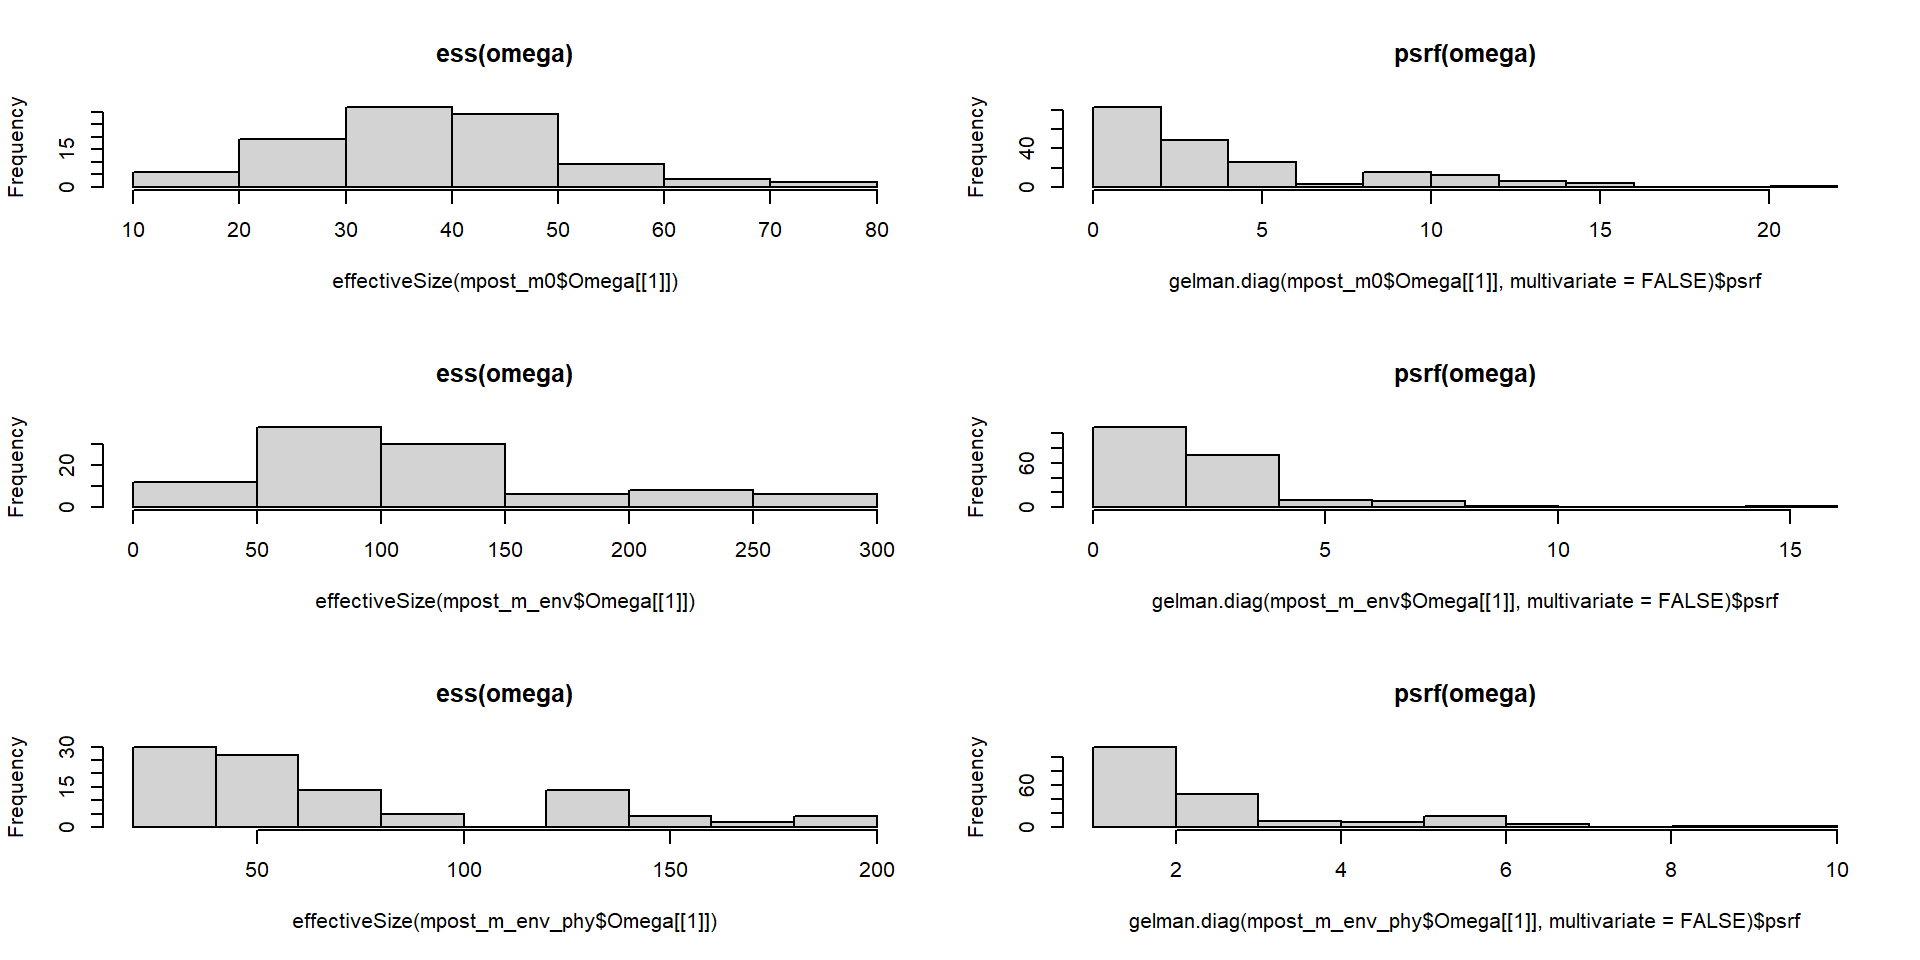 ess(omega)
Frequency
0 15
10 20 30 40 50 60 70 80
effectiveSize(mpost_m0$Omega[[1]])
psrf(omega)
Frequency
0 40
0 5 10 15 20
gelman.diag(mpost_m0$Omega[[1]], multivariate = FALSE)$psrf
ess(omega)
Frequency
0 20
0 50 100 150 200 250 300
effectiveSize(mpost_m_env$Omega[[1]])
psrf(omega)
Frequency
0 60
0 5 10 15
gelman.diag(mpost_m_env$Omega[[1]], multivariate = FALSE)$psrf
ess(omega)
Frequency
0 15 30
50 100 150 200
effectiveSize(mpost_m_env_phy$Omega[[1]])
psrf(omega)
Frequency
0 60
2 4 6 8 10
gelman.diag(mpost_m_env_phy$Omega[[1]], multivariate = FALSE)$psrf